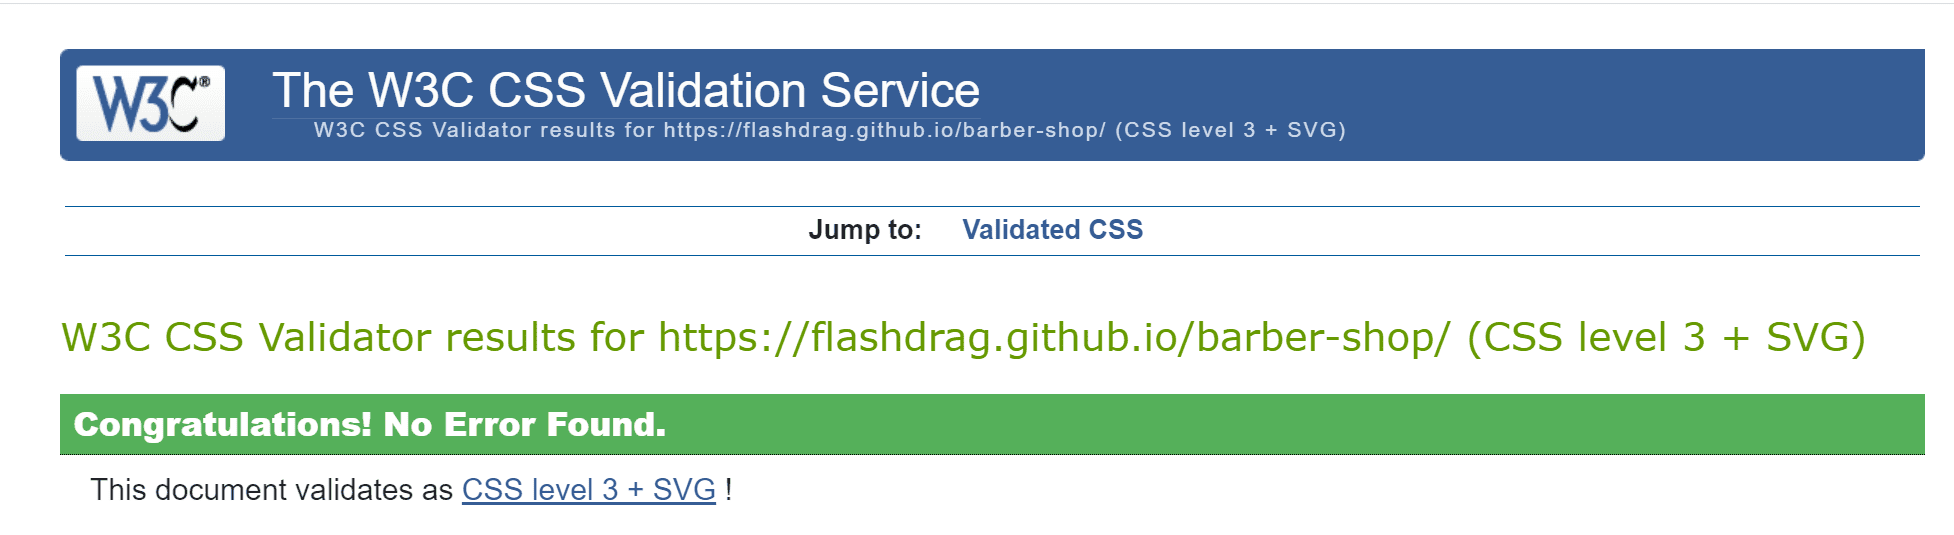 W3C®
The W3C CSS Validation Service
W3C CSS Validator results for https://flashdrag.github.io/barber-shop/ (CSS level 3 + SVG)
Jump to: Validated CSS
W3C CSS Validator results for https://flashdrag.github.io/barber-shop/ (CSS level 3 + SVG)
Congratulations! No Error Found.
This document validates as CSS level 3 + SVG !